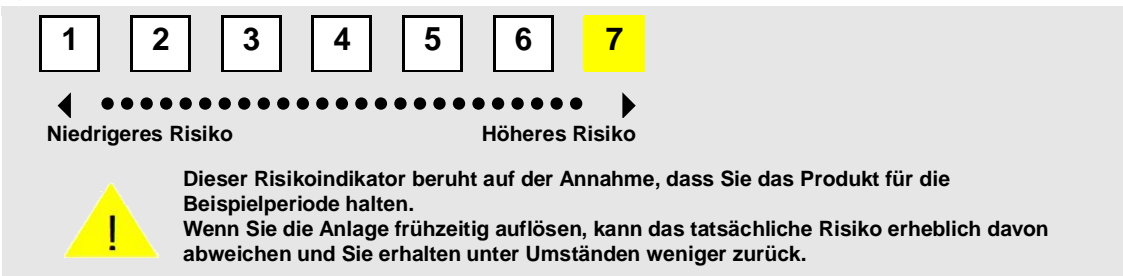 1 2 3 4 5 6 7
Niedrigeres Risiko Höheres Risiko
Dieser Risikoindikator beruht auf der Annahme, dass Sie das Produkt für die
Beispielperiode halten.
Wenn Sie die Anlage frühzeitig auflösen, kann das tatsächliche Risiko erheblich davon
abweichen und Sie erhalten unter Umständen weniger zurück.
!